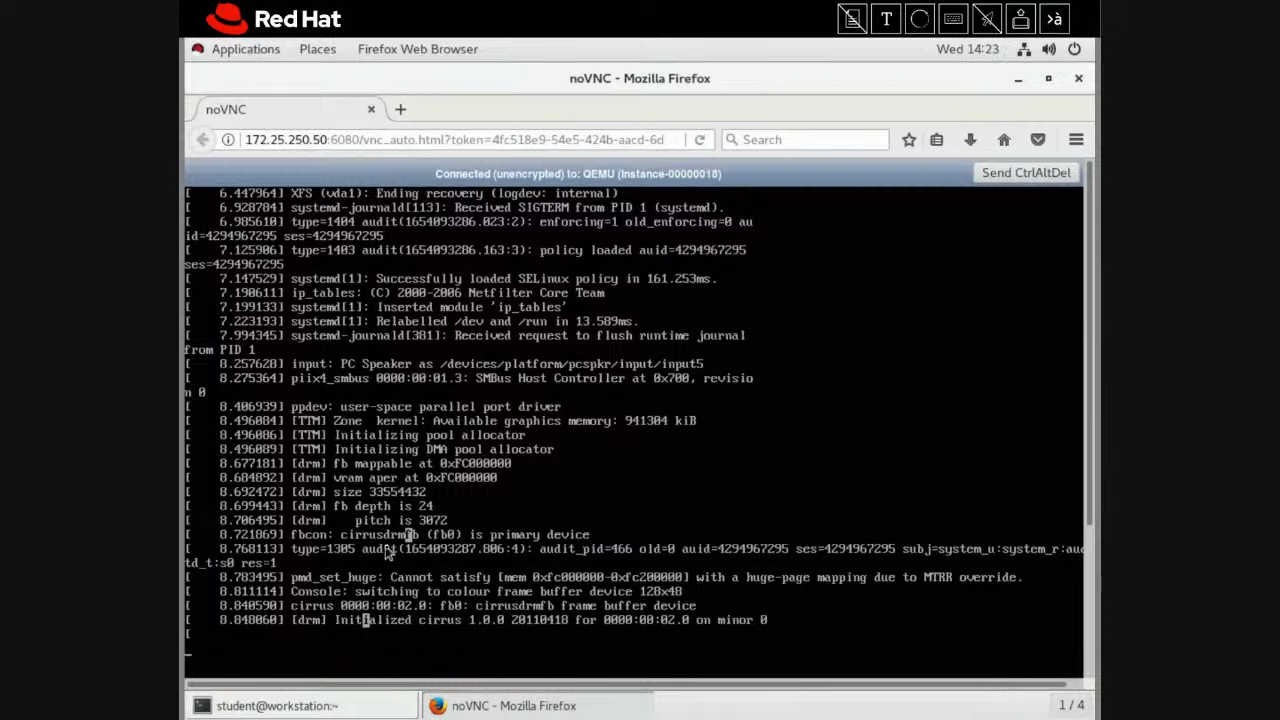 Red Hat
T
>à
Applications Places Firefox Web Browser Wed 14:23
noVNC - Mozilla Firefox
noVNC
172.25.250.50:6080/vnc_auto.html?token=4fc518e9-54e5-424b-aacd-6d Search
Connected (unencrypted) to: QEMU (Instance-00000018) Send CtrlAltDel
[ 6.447964] XFS (vda1): Ending recovery (logdev: internal)
[ 6.928784] systemd-journald[113]: Received SIGTERM from PID 1 (systemd).
[ 6.985610] type=1404 audit(1654093286.023:2): enforcing=1 old_enforcing=0 au
id=4294967295 ses=4294967295
[ 7.125906] type=1403 audit(1654093286.163:3): policy loaded auid=4294967295
ses=4294967295
[ 7.147529] systemd[1]: Successfully loaded SELinux policy in 161.253ms.
[ 7.190611] ip_tables: (C) 2000-2006 Netfilter Core Team
[ 7.199133] systemd[1]: Inserted module 'ip_tables'
[ 7.223193] systemd[1]: Relabelled /dev and /run in 13.589ms.
[ 7.994345] systemd-journald[381]: Received request to flush runtime journal
from PID 1
[ 8.257628] input: PC Speaker as /devices/platform/pcspkr/input/input5
[ 8.275364] piix4_smbus 0000:00:01.3: SMBus Host Controller at 0x700, revisio
n 0
[ 8.406939] ppdev: user-space parallel port driver
[ 8.496084] [TTM] Zone kernel: Available graphics memory: 941304 kiB
[ 8.496086] [TTM] Initializing pool allocator
[ 8.496089] [TTM] Initializing DMA pool allocator
[ 8.677181] [drm] fb mappable at 0xFC000000
[ 8.684892] [drm] vram aper at 0xFC000000
[ 8.692472] [drm] size 33554432
[ 8.699443] [drm] fb depth is 24
[ 8.706495] [drm] pitch is 3072
[ 8.721869] fbcon: cirrusdrmfb (fb0) is primary device
[ 8.768113] type=1305 audit(1654093287.806:4): audit_pid=466 old=0 auid=4294967295 ses=4294967295 subj=system_u:system_r:au
td_t:s0 res=1
[ 8.783495] pmd_set_huge: Cannot satisfy [mem 0xfc000000-0xfc200000] with a huge-page mapping due to MTRR override.
[ 8.811114] Console: switching to colour frame buffer device 128x48
[ 8.840590] cirrus 0000:00:02.0: fb0: cirrusdrmfb frame buffer device
[ 8.848060] [drm] Initialized cirrus 1.0.0 20110418 for 0000:00:02.0 on minor 0
[
student@workstation:~ noVNC - Mozilla Firefox 1 / 4